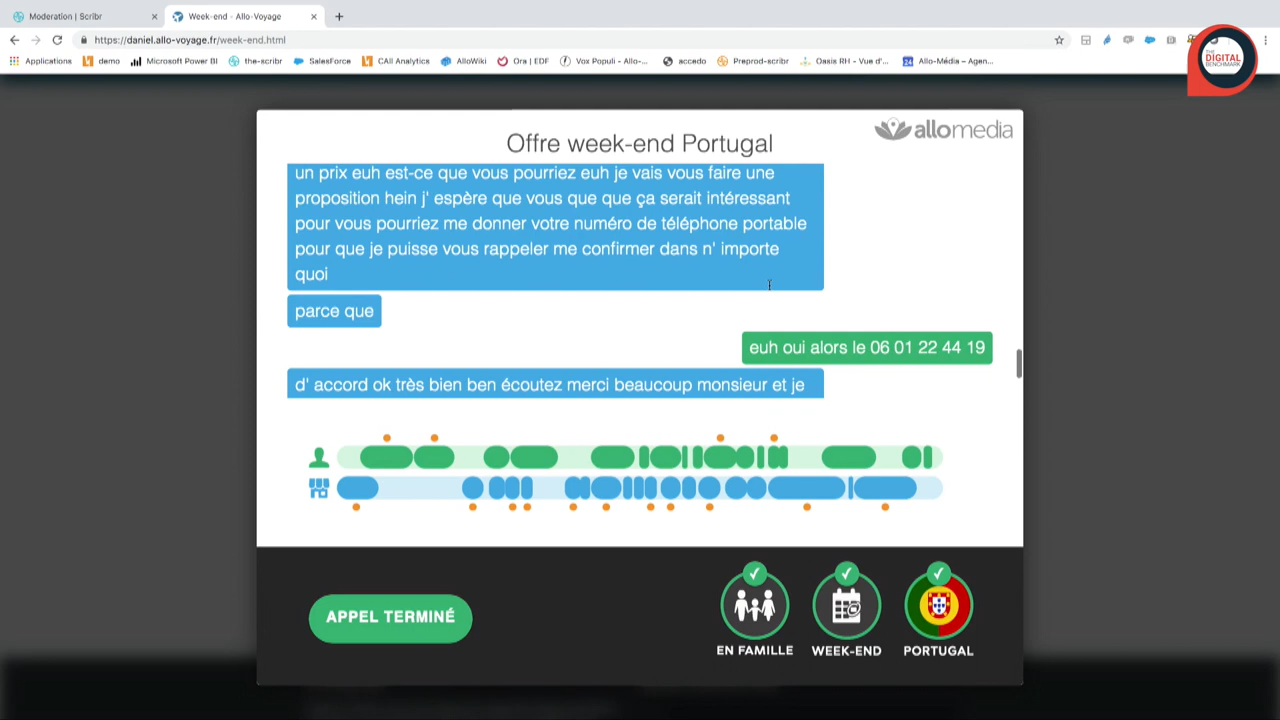 Moderation | Scribr
Week-end - Allo-Voyage
https://daniel.allo-voyage.fr/week-end.html
Applications
demo
Microsoft Power BI
the-scribr
SalesForce
CAll Analytics
AlloWiki
Ora | EDF
Vox Populi - Allo-...
accedo
Preprod-scribr
Oasis RH - Vue d'...
24 Allo-Média – Agen...
THE
DIGITAL
BENCHMARK
allomedia
Offre week-end Portugal
un prix euh est-ce que vous pourriez euh je vais vous faire une
proposition hein j' espère que vous que que ça serait intéressant
pour vous pourriez me donner votre numéro de téléphone portable
pour que je puisse vous rappeler me confirmer dans n' importe
quoi
parce que
euh oui alors le 06 01 22 44 19
d' accord ok très bien ben écoutez merci beaucoup monsieur et je
APPEL TERMINÉ
EN FAMILLE
WEEK-END
PORTUGAL